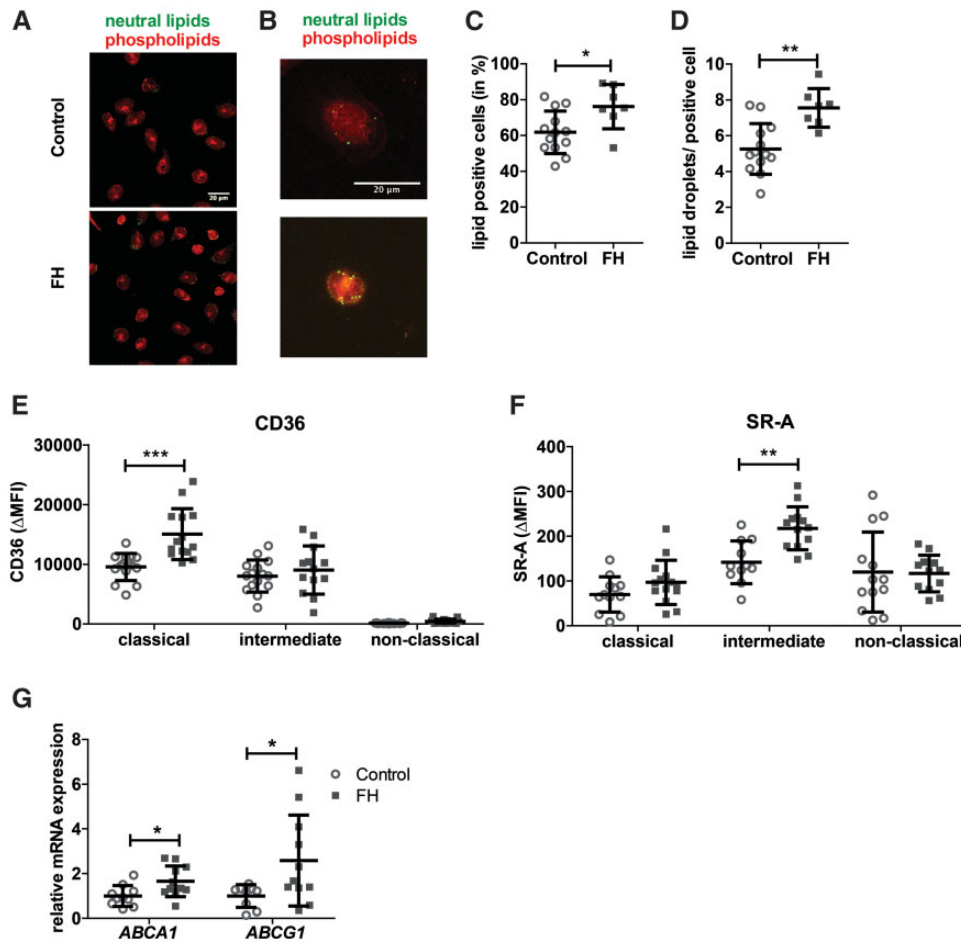 A
neutral lipids
phospholipids
Control
20 µm
FH
B
neutral lipids
phospholipids
20 µm
C
lipid positive cells (in %)
100
80
60
40
20
0
*
Control FH
D
lipid droplets/ positive cell
10
8
6
4
2
0
**
Control FH
E
CD36
CD36 (ΔMFI)
30000
20000
10000
0
***
classical intermediate non-classical
F
SR-A
SR-A (ΔMFI)
400
300
200
100
0
**
classical intermediate non-classical
G
relative mRNA expression
8
6
4
2
0
*
*
ABCA1 ABCG1
Control
FH